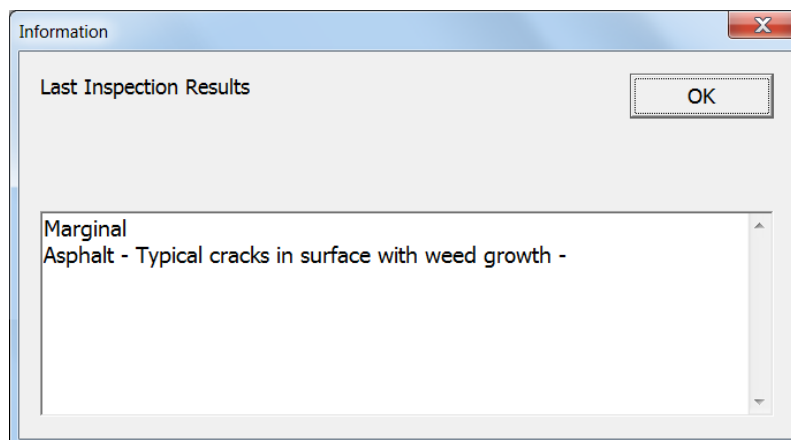 Information
Last Inspection Results
OK
Marginal
Asphalt - Typical cracks in surface with weed growth -